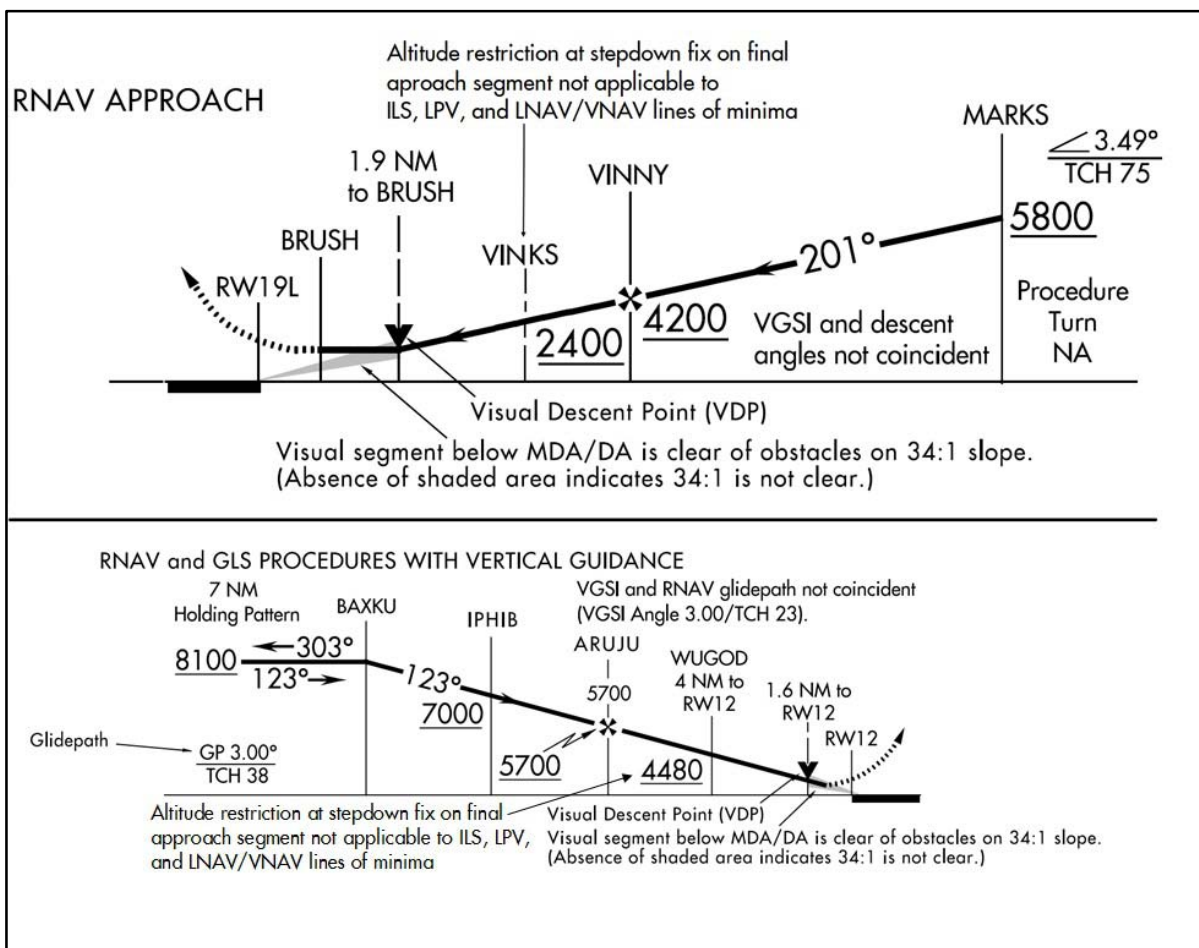 RNAV APPROACH
Altitude restriction at stepdown fix on final
aproach segment not applicable to
ILS, LPV, and LNAV/VNAV lines of minima
MARKS
3.49°
TCH 75
1.9 NM
to BRUSH
VINNY
5800
BRUSH
VINKS
201°
RW19L
Procedure
Turn
NA
2400
4200
VGSI and descent
angles not coincident
Visual Descent Point (VDP)
Visual segment below MDA/DA is clear of obstacles on 34:1 slope.
(Absence of shaded area indicates 34:1 is not clear.)
RNAV and GLS PROCEDURES WITH VERTICAL GUIDANCE
7 NM
Holding Pattern
BAXKU
IPHIB
VGSI and RNAV glidepath not coincident
(VGSI Angle 3.00/TCH 23).
ARUJU
WUGOD
4 NM to
RW12
1.6 NM to
RW12
RW12
8100
303°
123°
123°
7000
5700
5700
4480
Glidepath
GP 3.00°
TCH 38
Altitude restriction at stepdown fix on final
approach segment not applicable to ILS, LPV,
and LNAV/VNAV lines of minima
Visual Descent Point (VDP)
Visual segment below MDA/DA is clear of obstacles on 34:1 slope.
(Absence of shaded area indicates 34:1 is not clear.)